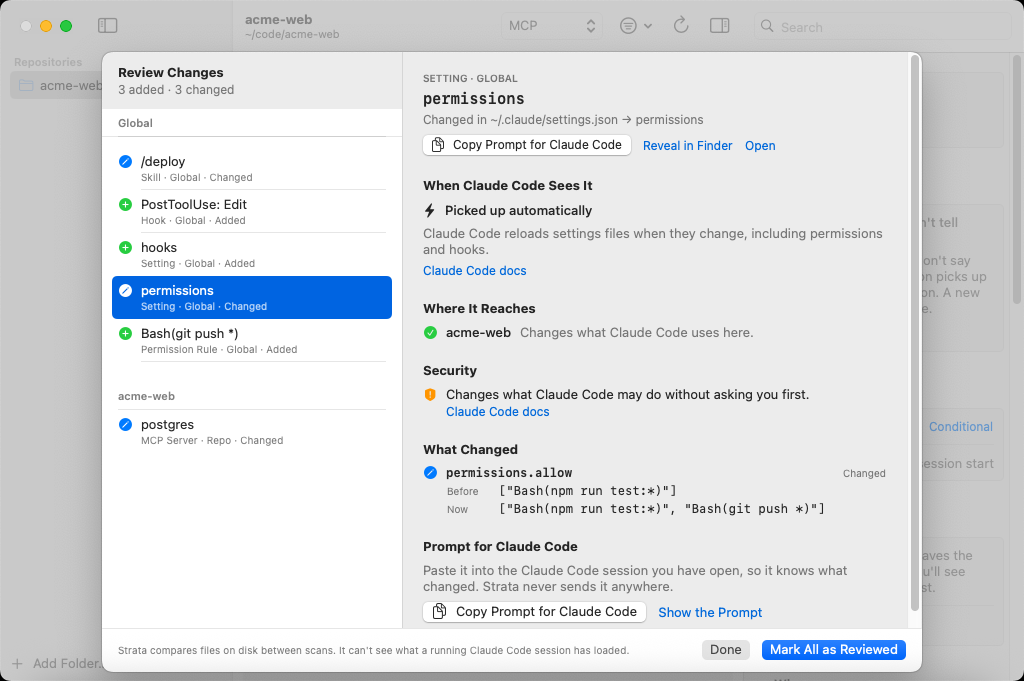 acme-web
~/code/acme-web
MCP
Search
Repositories
acme-web
Review Changes
3 added · 3 changed
Global
/deploy
Skill · Global · Changed
PostToolUse: Edit
Hook · Global · Added
hooks
Setting · Global · Added
permissions
Setting · Global · Changed
Bash(git push *)
Permission Rule · Global · Added
acme-web
postgres
MCP Server · Repo · Changed
SETTING · GLOBAL
permissions
Changed in ~/.claude/settings.json → permissions
Copy Prompt for Claude Code
Reveal in Finder
Open
When Claude Code Sees It
Picked up automatically
Claude Code reloads settings files when they change, including permissions
and hooks.
Claude Code docs
Where It Reaches
acme-web Changes what Claude Code uses here.
Security
Changes what Claude Code may do without asking you first.
Claude Code docs
What Changed
permissions.allow
Changed
Before ["Bash(npm run test:*)"]
Now ["Bash(npm run test:*)", "Bash(git push *)"]
Prompt for Claude Code
Paste it into the Claude Code session you have open, so it knows what
changed. Strata never sends it anywhere.
Copy Prompt for Claude Code
Show the Prompt
Strata compares files on disk between scans. It can't see what a running Claude Code session has loaded.
Done
Mark All as Reviewed
tell
say
picks up
A new
Conditional
start
the
see
Add Folder...